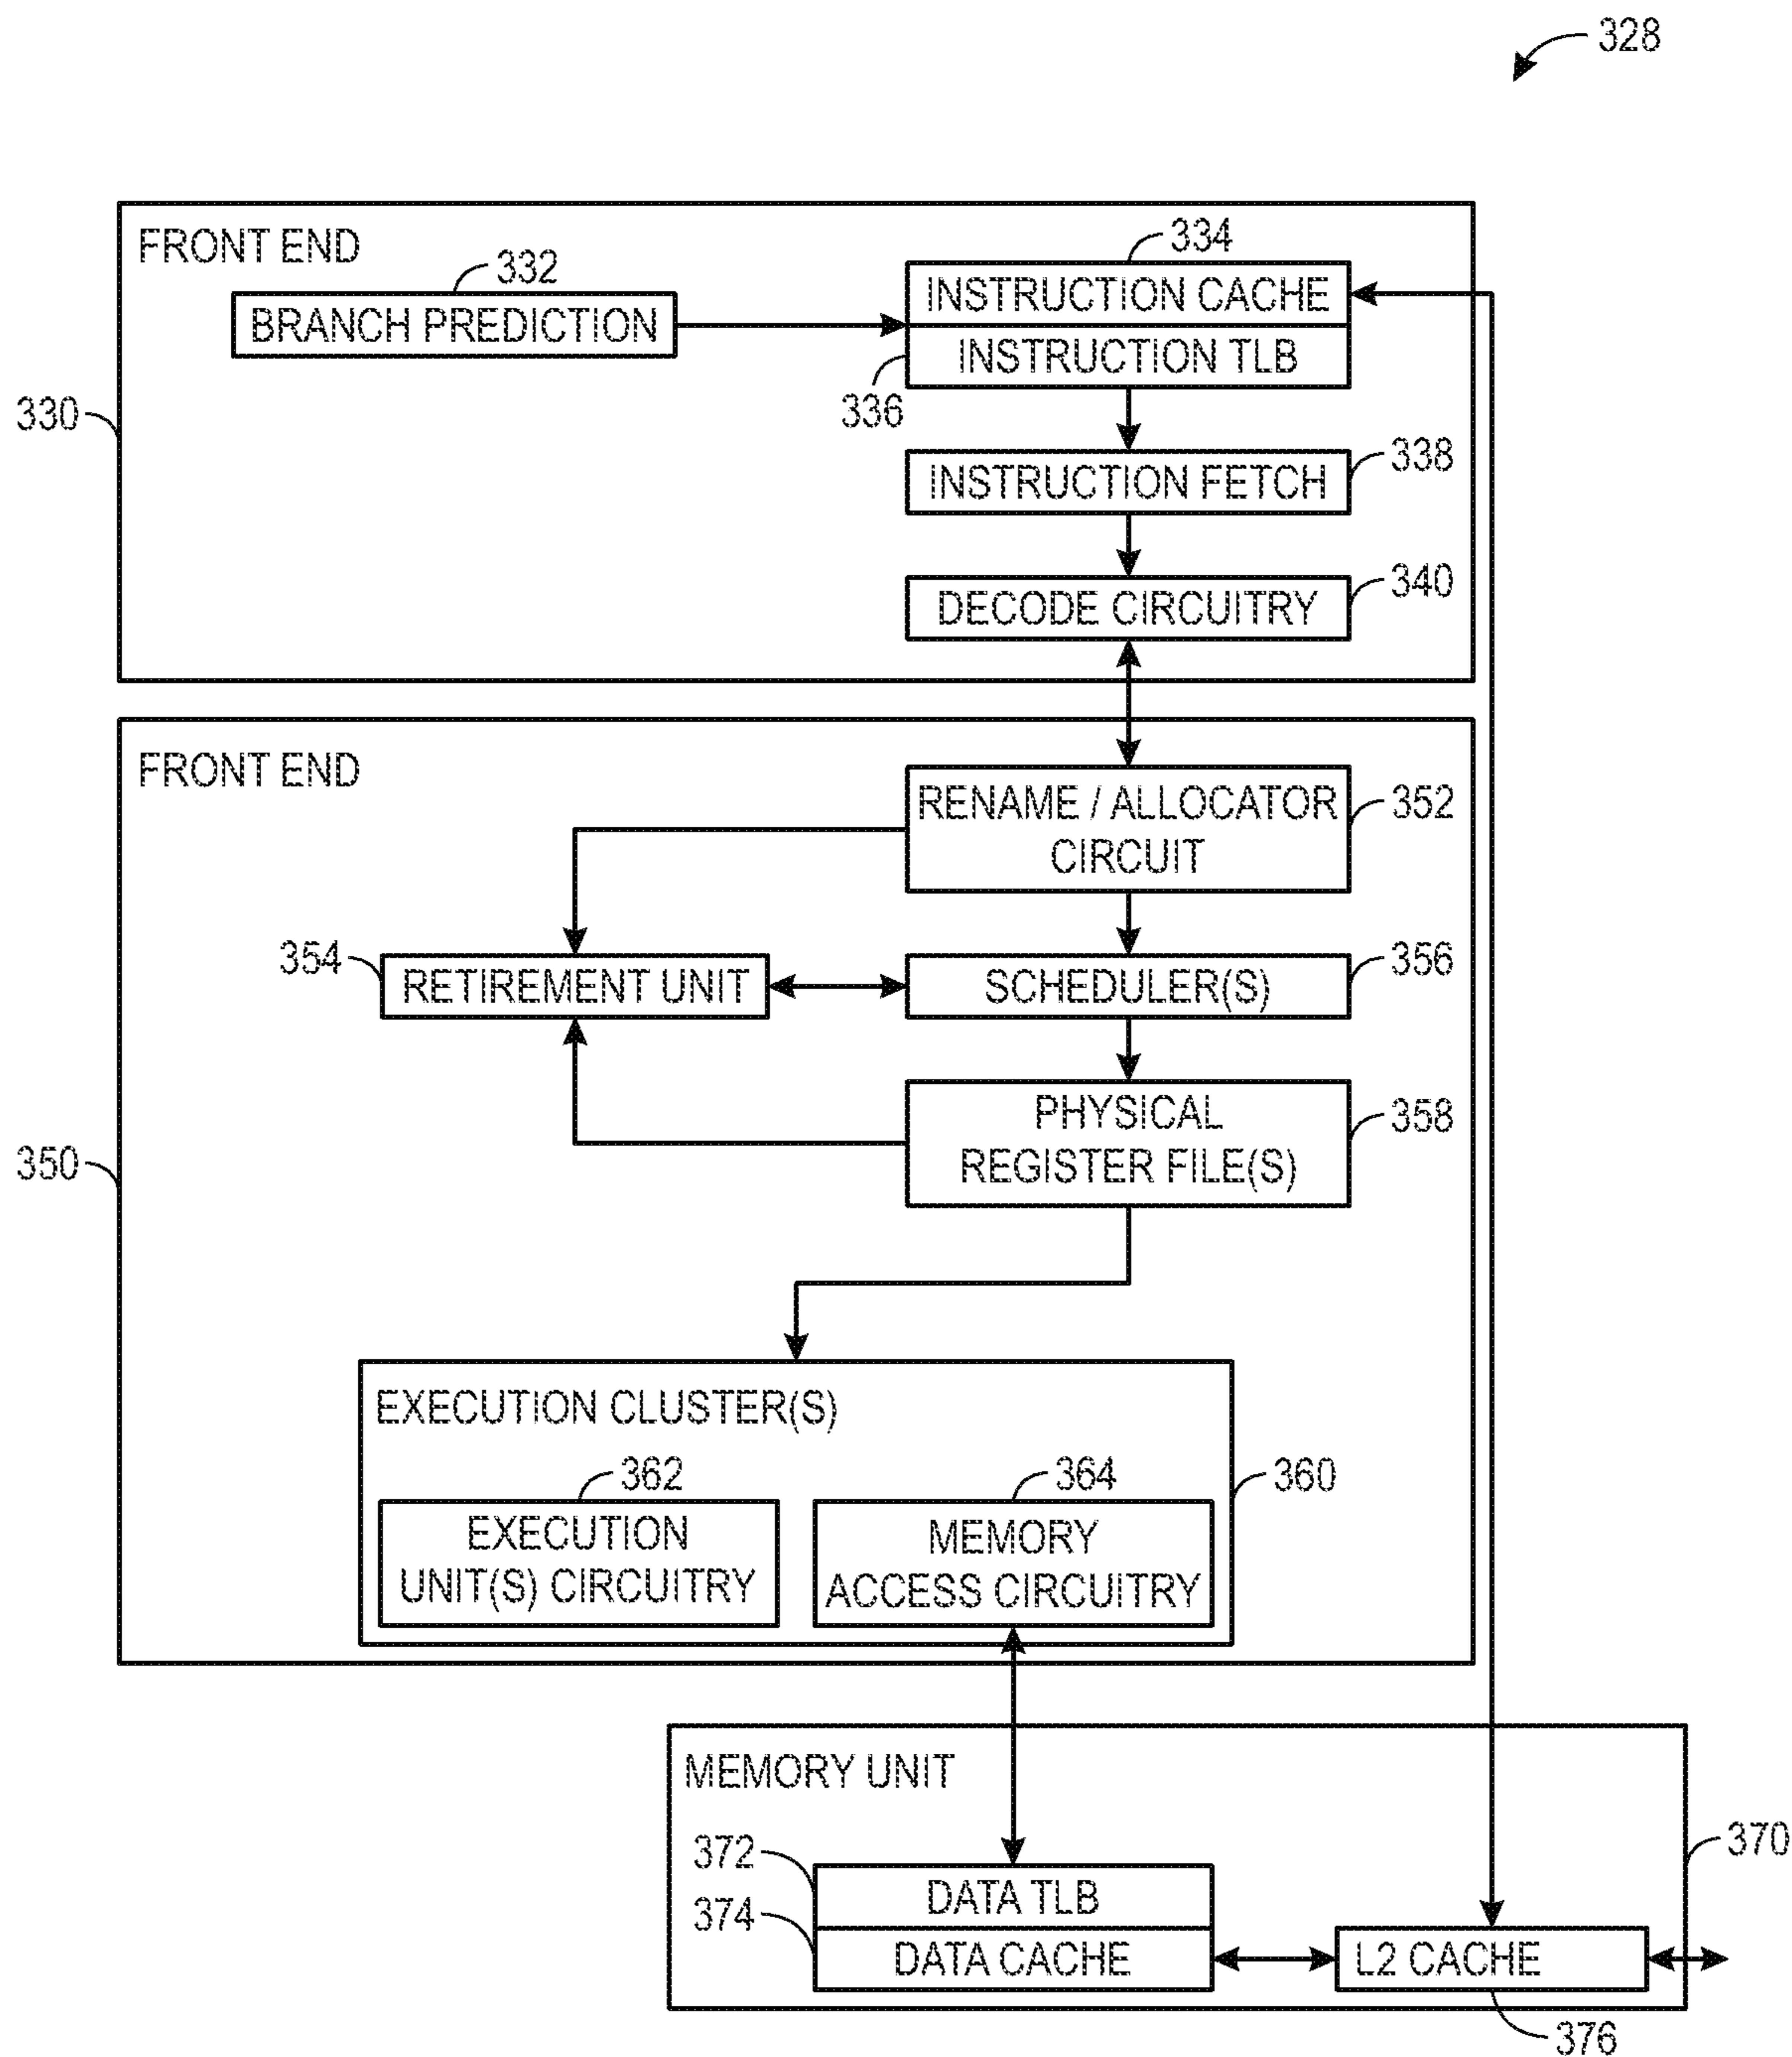 328
FRONT END
332
334
BRANCH PREDICTION
INSTRUCTION CACHE
INSTRUCTION TLB
330
336
338
INSTRUCTION FETCH
340
DECODE CIRCUITRY
FRONT END
RENAME / ALLOCATOR
CIRCUIT
352
354
RETIREMENT UNIT
SCHEDULER(S)
356
PHYSICAL
REGISTER FILE(S)
358
350
EXECUTION CLUSTER(S)
362
364
360
EXECUTION
UNIT(S) CIRCUITRY
MEMORY
ACCESS CIRCUITRY
MEMORY UNIT
370
372
DATA TLB
374
DATA CACHE
L2 CACHE
376